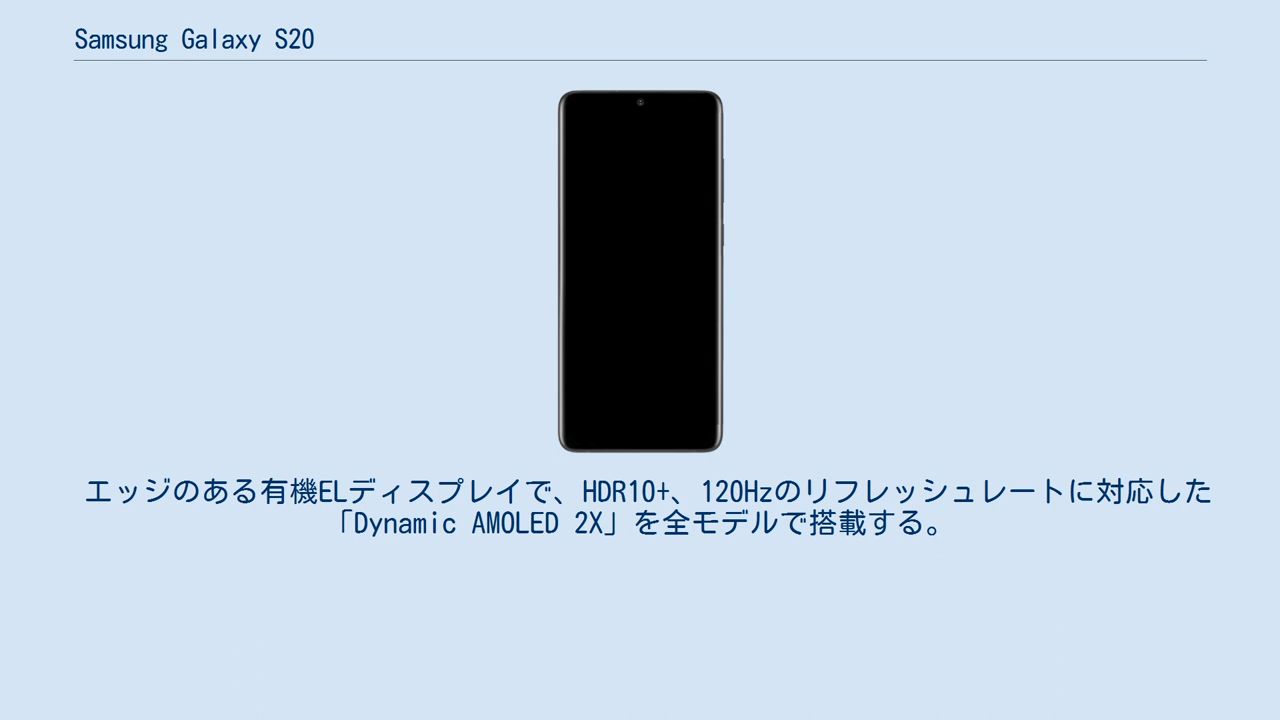 Samsung Galaxy S20
エッジのある有機ELディスプレイで、HDR10+、120Hzのリフレッシュレートに対応した
「Dynamic AMOLED 2X」を全モデルで搭載する。